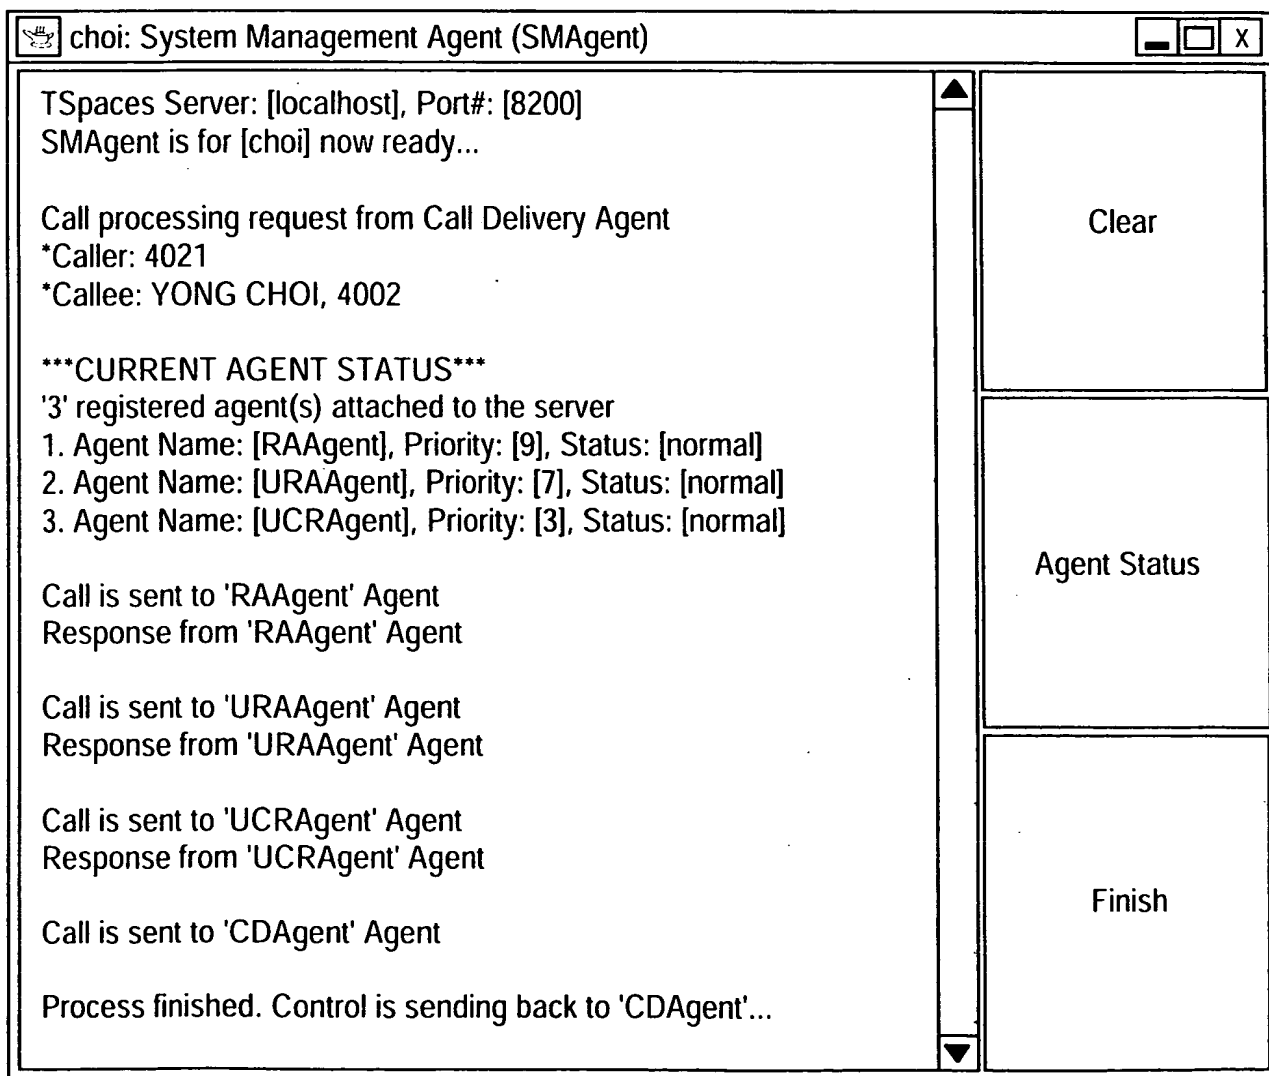 choi: System Management Agent (SMAgent)
X
TSpaces Server: [localhost], Port#: [8200]
SMAgent is for [choi] now ready...
Call processing request from Call Delivery Agent
*Caller: 4021
*Callee: YONG CHOI, 4002
***CURRENT AGENT STATUS***
'3' registered agent(s) attached to the server
1. Agent Name: [RAAgent], Priority: [9], Status: [normal]
2. Agent Name: [URAAgent], Priority: [7], Status: [normal]
3. Agent Name: [UCRAgent], Priority: [3], Status: [normal]
Call is sent to 'RAAgent' Agent
Response from 'RAAgent' Agent
Call is sent to 'URAAgent' Agent
Response from 'URAAgent' Agent
Call is sent to 'UCRAgent' Agent
Response from 'UCRAgent' Agent
Call is sent to 'CDAgent' Agent
Process finished. Control is sending back to 'CDAgent'...
Clear
Agent Status
Finish